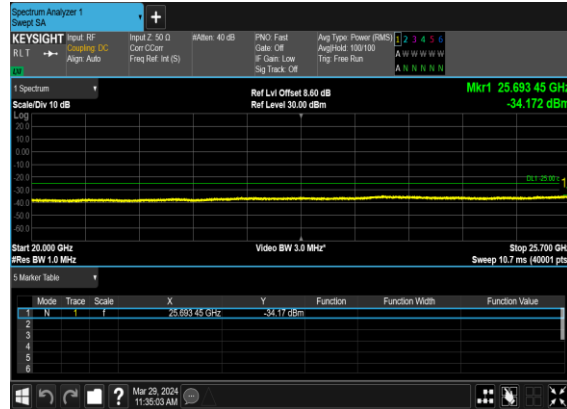 Spectrum Analyzer 1
Swept SA
+
KEYSIGHT Input: RF Input Z: 50 Ω #Atten: 40 dB PNO: Fast Avg Type: Power (RMS) 1 2 3 4 5 6
RLT Coupling: DC Corr CCorr Gate: Off Avg|Hold: 100/100 A W W W W W
Align: Auto Freq Ref: Int (S) IF Gain: Low Trig: Free Run
Sig Track: Off A N N N N N
1 Spectrum
Ref Lvl Offset 8.60 dB Mkr1 25.693 45 GHz
Scale/Div 10 dB Ref Level 30.00 dBm -34.172 dBm
Log
20.0
10.0
0.00
-10.0
-20.0
DL1 -25.00
-30.0
1
-40.0
-50.0
-60.0
Start 20.000 GHz Video BW 3.0 MHz* Stop 25.700 GHz
#Res BW 1.0 MHz Sweep 10.7 ms (40001 pts
5 Marker Table
Mode Trace Scale X Y Function Function Width Function Value
1 N 1 f 25.693 45 GHz -34.17 dBm
2
3
4
5
6
? Mar 29, 2024
11:35:03 AM